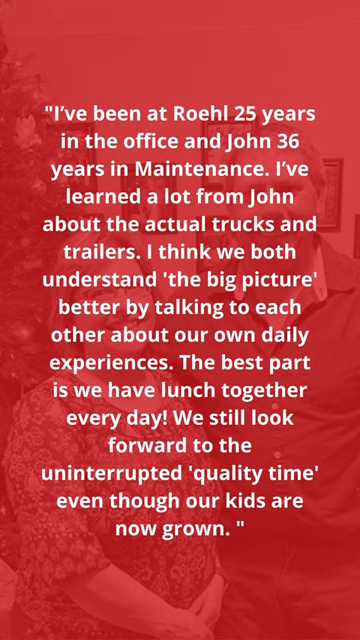 "I’ve been at Roehl 25 years
in the office and John 36
years in Maintenance. I’ve
learned a lot from John
about the actual trucks and
trailers. I think we both
understand 'the big picture'
better by talking to each
other about our own daily
experiences. The best part
is we have lunch together
every day! We still look
forward to the
uninterrupted 'quality time'
even though our kids are
now grown. "